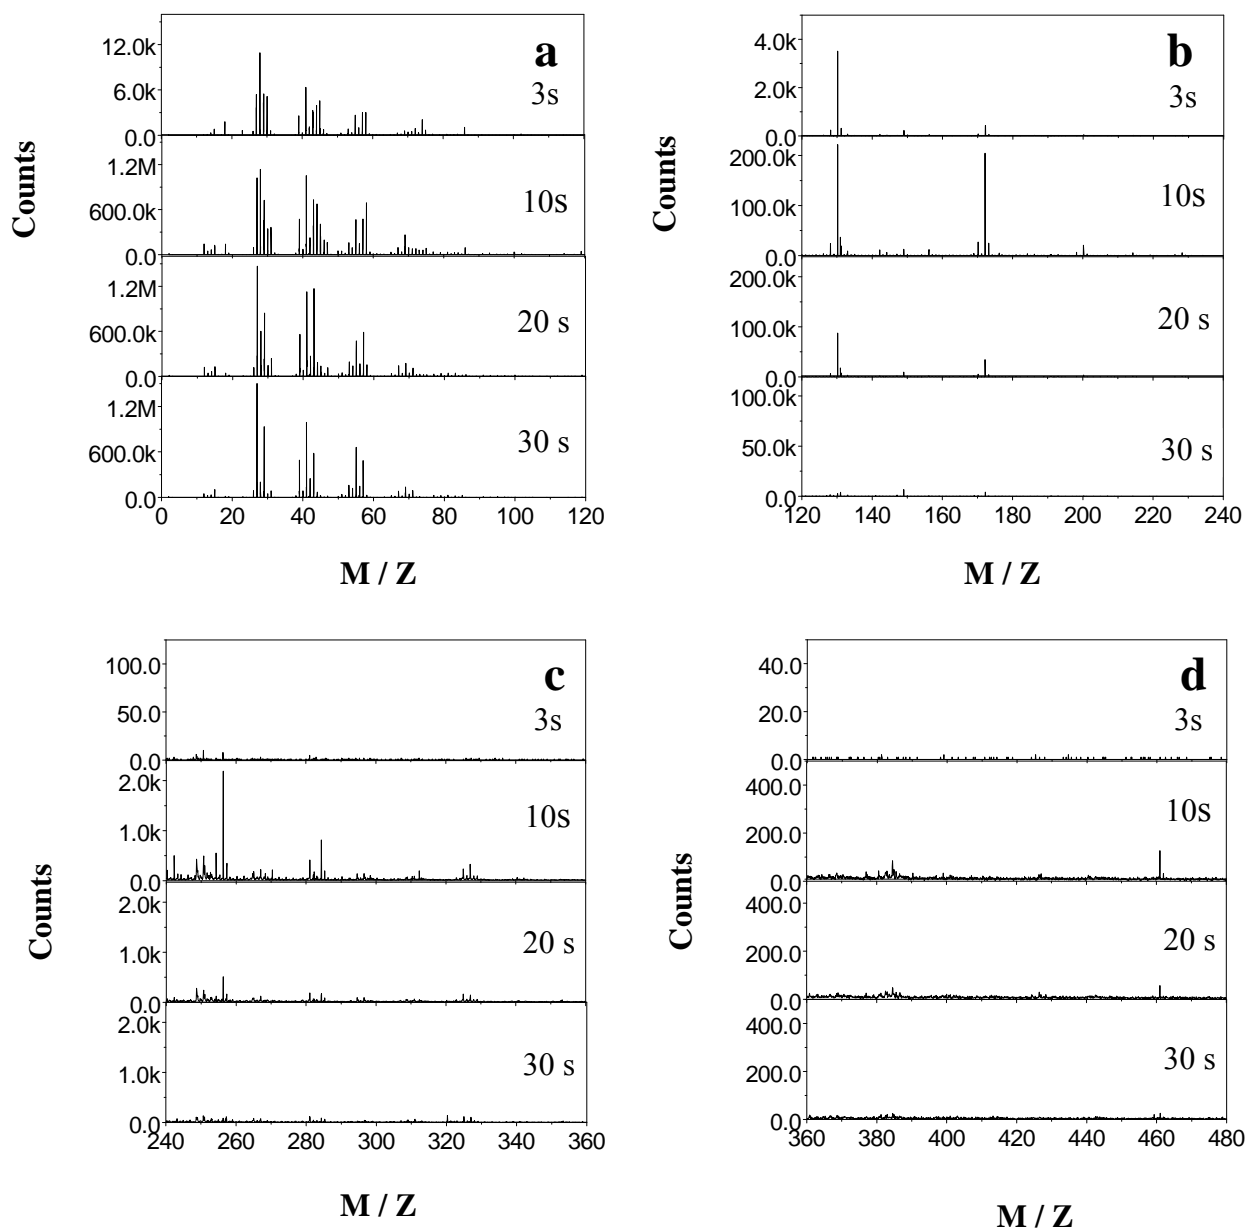 a
3s
12.0k
6.0k
0.0
10s
1.2M
600.0k
0.0
20 s
1.2M
600.0k
0.0
30 s
1.2M
600.0k
0.0
0 20 40 60 80 100 120
Counts
M / Z
b
3s
4.0k
2.0k
0.0
10s
200.0k
100.0k
0.0
20 s
200.0k
100.0k
0.0
30 s
100.0k
50.0k
0.0
120 140 160 180 200 220 240
Counts
M / Z
c
3s
100.0
50.0
0.0
10s
2.0k
1.0k
0.0
20 s
2.0k
1.0k
0.0
30 s
2.0k
1.0k
0.0
240 260 280 300 320 340 360
Counts
M / Z
d
3s
40.0
20.0
0.0
10s
400.0
200.0
0.0
20 s
400.0
200.0
0.0
30 s
400.0
200.0
0.0
360 380 400 420 440 460 480
Counts
M / Z